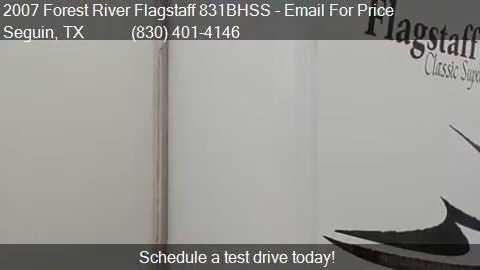 2007 Forest River Flagstaff 831BHSS - Email For Price
Seguin, TX (830) 401-4146
Flagstaff
Classic Supe
Schedule a test drive today!